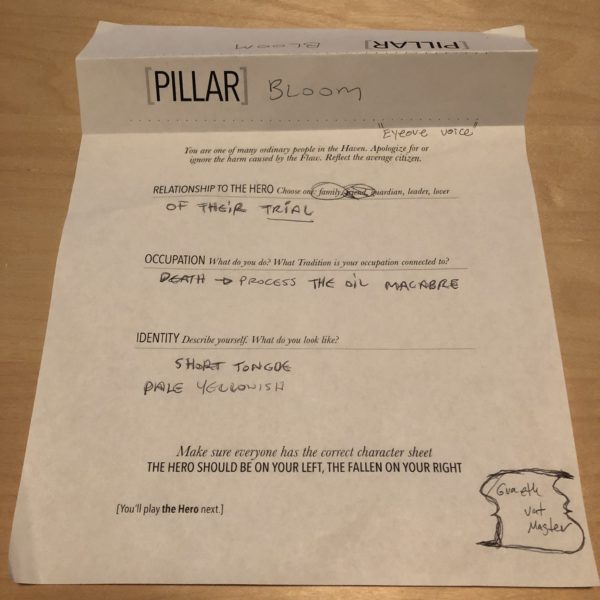 [PILLAR] BLOOM
[PILLAR] BLOOM
"Eyeore voice"
You are one of many ordinary people in the Haven. Apologize for or
ignore the harm caused by the Flaw. Reflect the average citizen.
RELATIONSHIP TO THE HERO Choose one: family, friend, guardian, leader, lover
OF THEIR TRIAL
OCCUPATION What do you do? What Tradition is your occupation connected to?
DEATH → PROCESS THE OIL MACABRE
IDENTITY Describe yourself. What do you look like?
SHORT TONGUE
PALE YELLOWISH
Make sure everyone has the correct character sheet
THE HERO SHOULD BE ON YOUR LEFT, THE FALLEN ON YOUR RIGHT
[You'll play the Hero next.]
Vat
Master